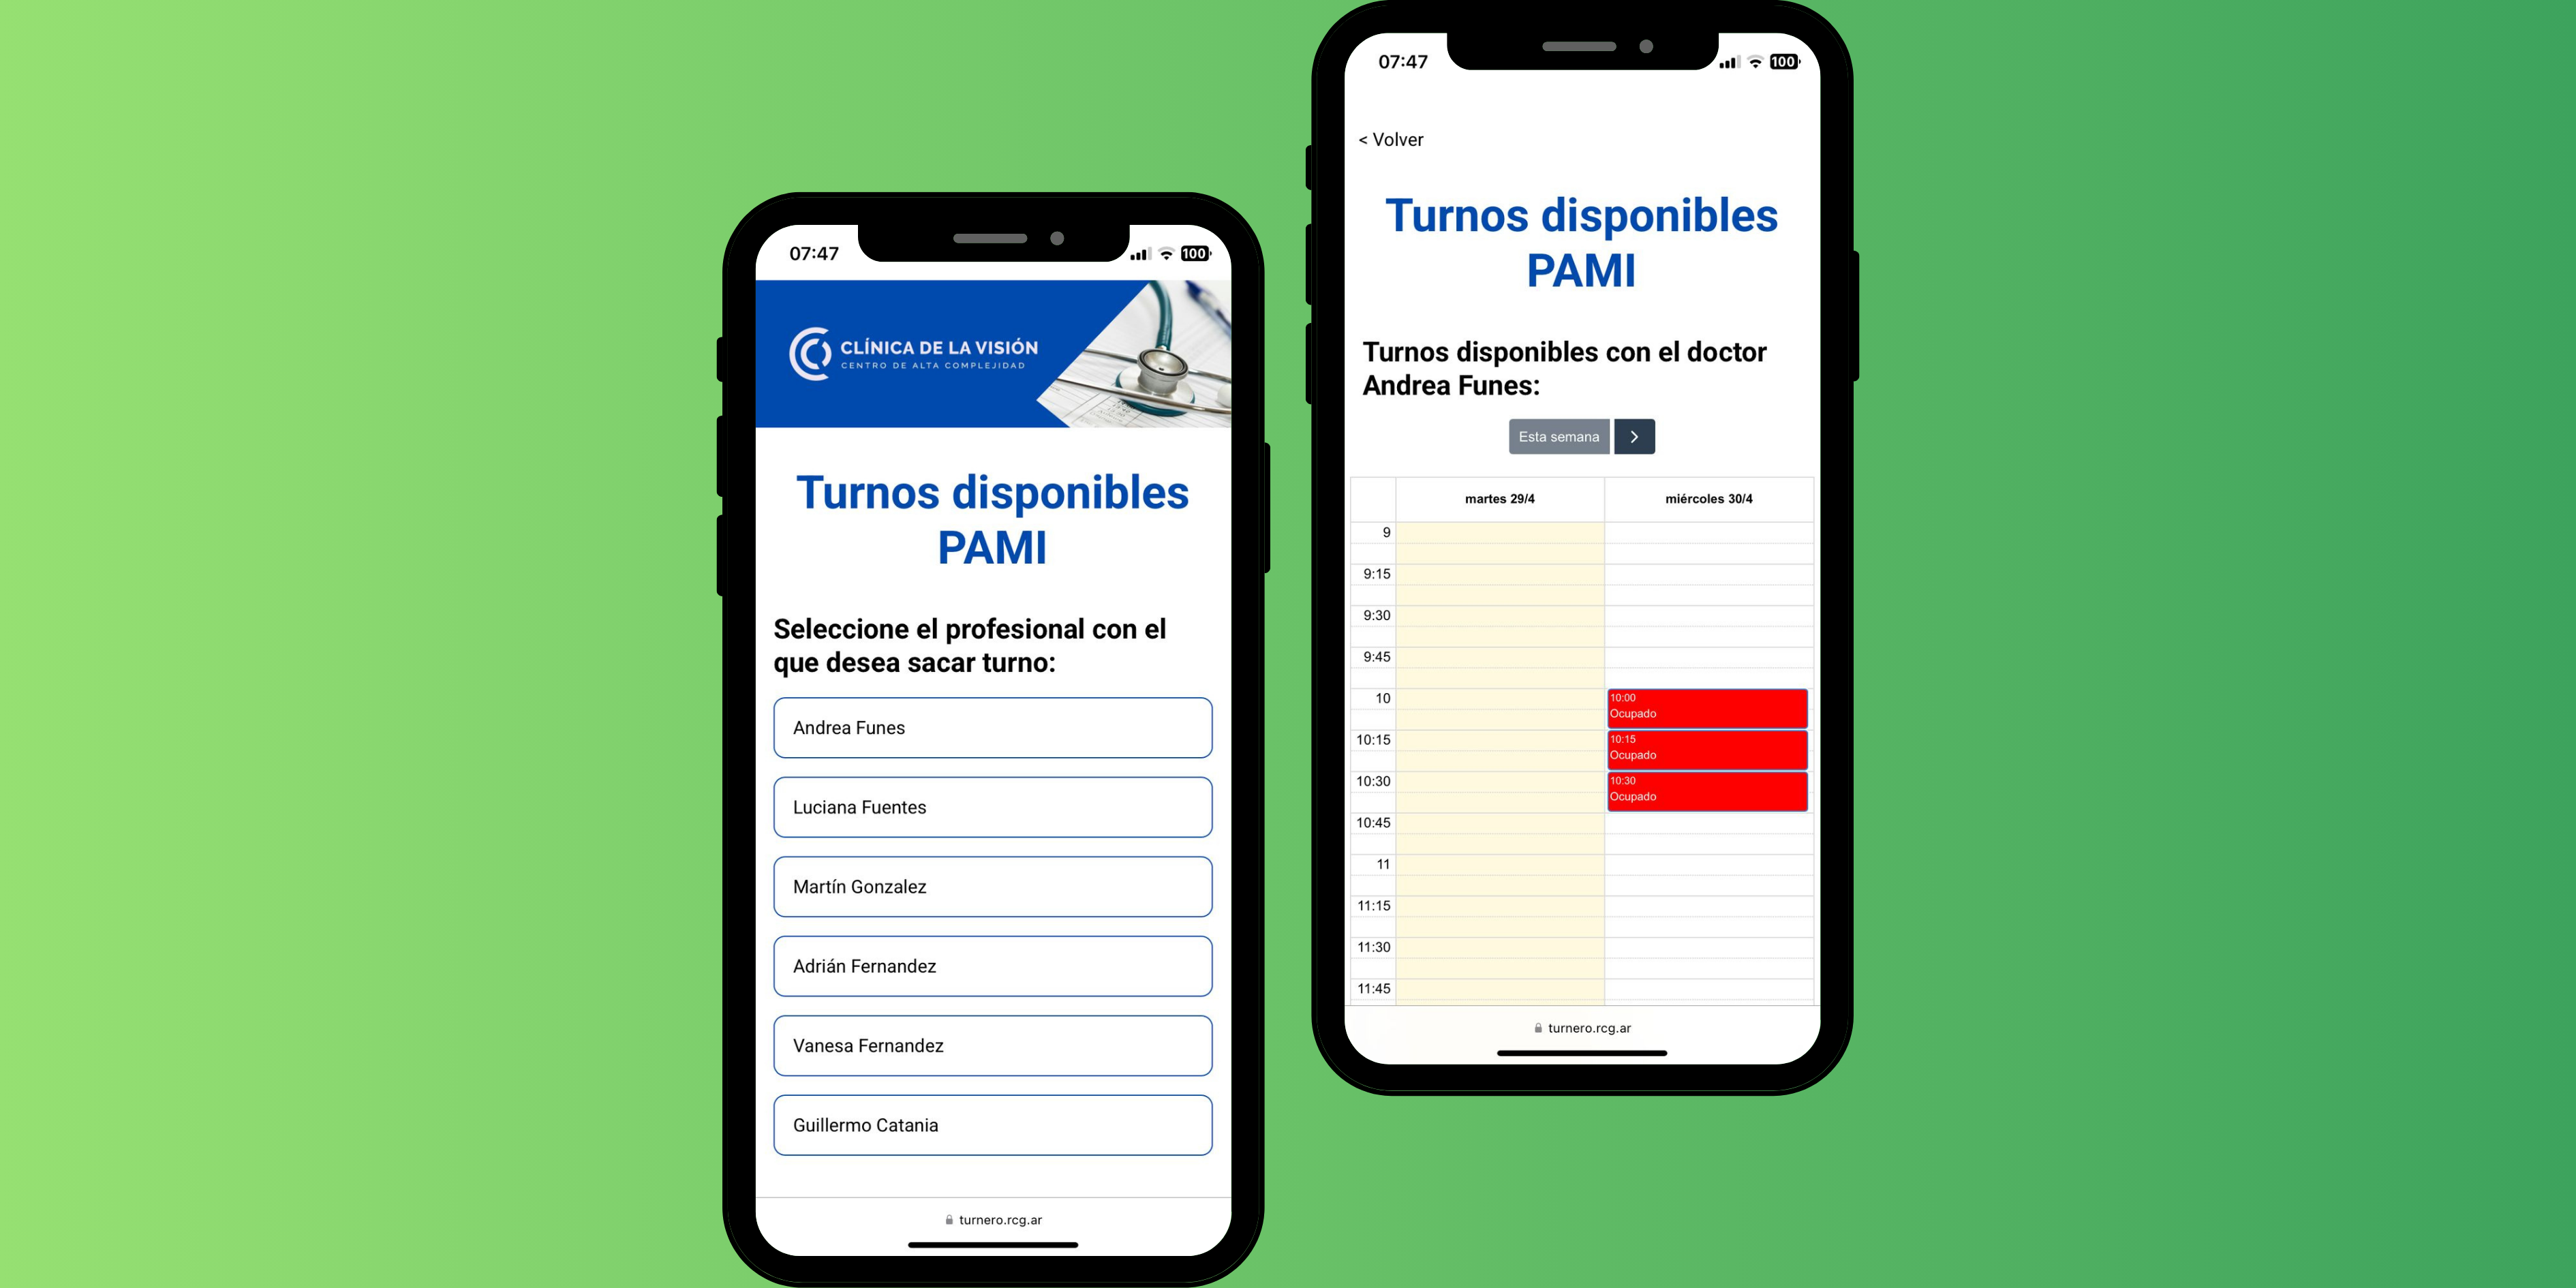 07:47
100
CLÍNICA DE LA VISIÓN
CENTRO DE ALTA COMPLEJIDAD
Turnos disponibles
PAMI
Seleccione el profesional con el
que desea sacar turno:
Andrea Funes
Luciana Fuentes
Martín Gonzalez
Adrián Fernandez
Vanesa Fernandez
Guillermo Catania
turnero.rcg.ar
07:47
100
< Volver
Turnos disponibles
PAMI
Turnos disponibles con el doctor
Andrea Funes:
Esta semana >
martes 29/4 miércoles 30/4
9
9:15
9:30
9:45
10 10:00
Ocupado
10:15 10:15
Ocupado
10:30 10:30
Ocupado
10:45
11
11:15
11:30
11:45
turnero.rcg.ar